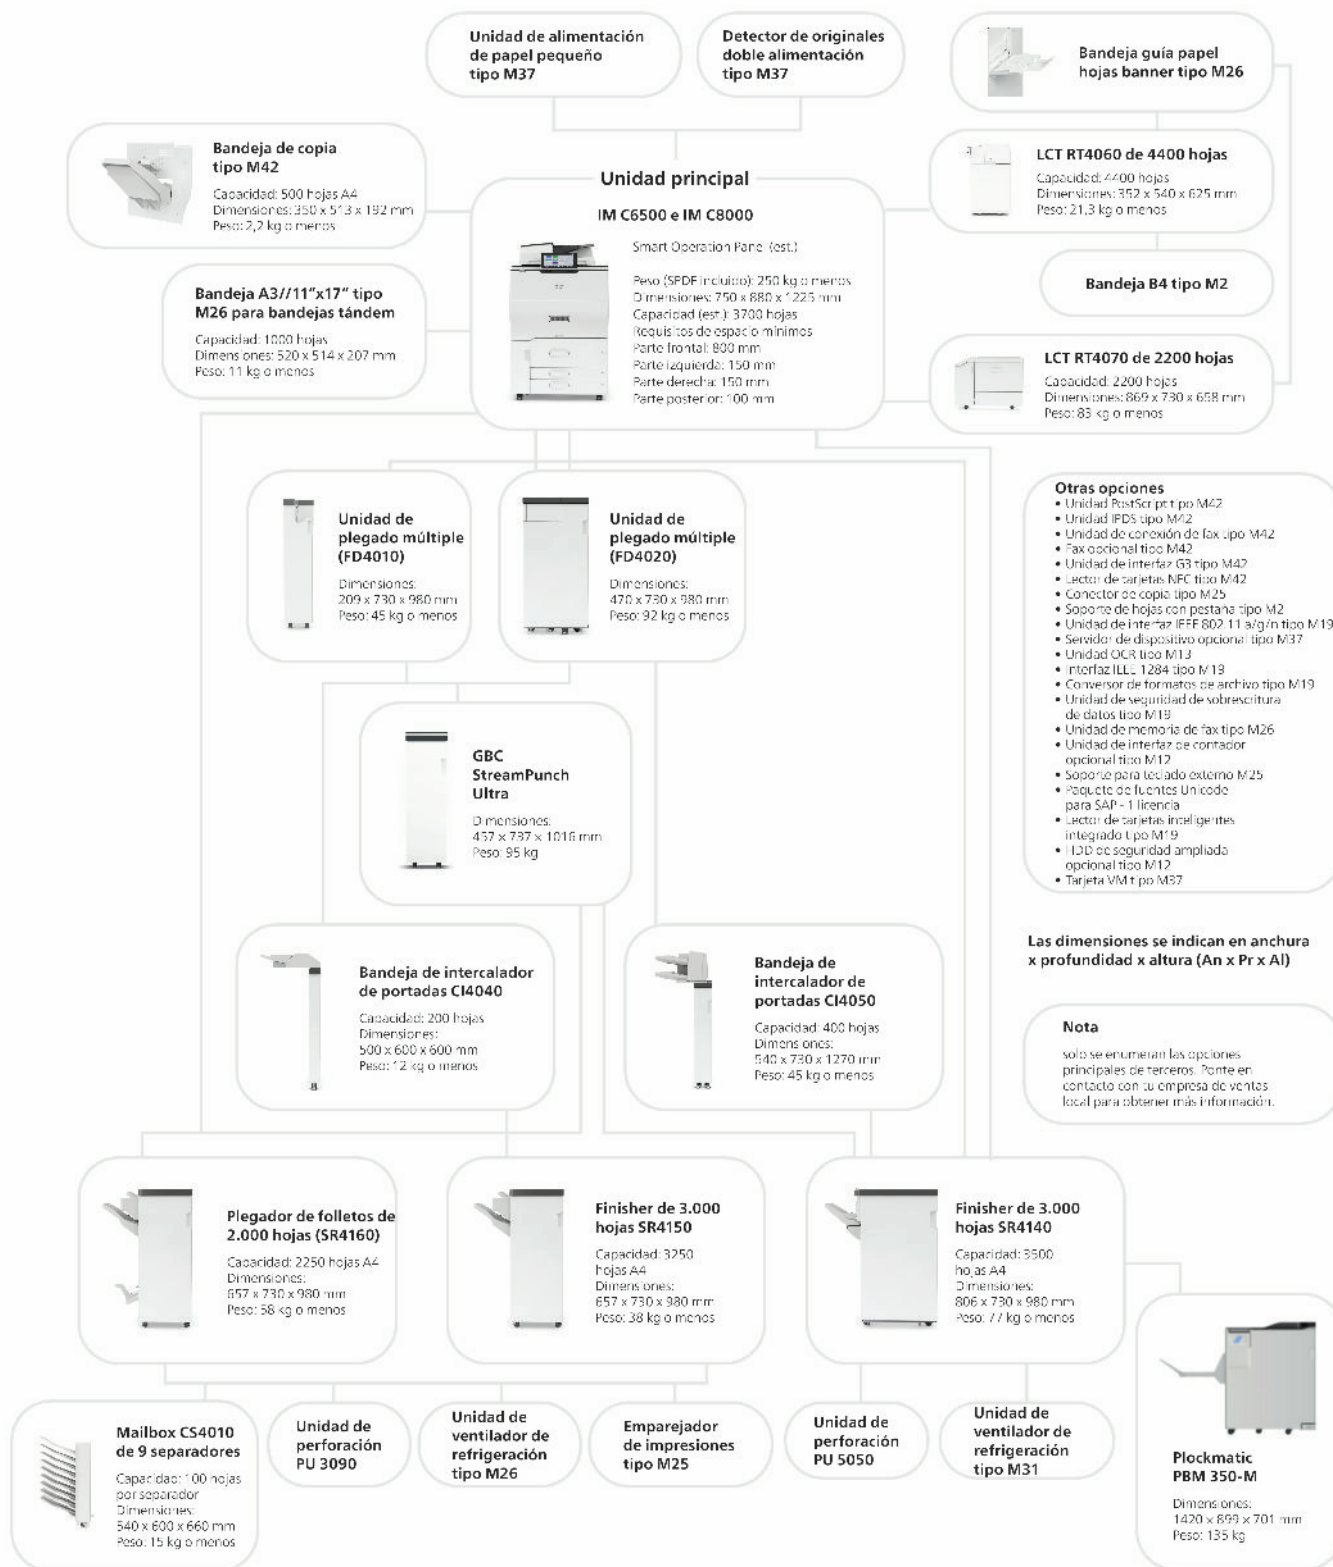 Unidad de alimentación
de papel pequeño
tipo M37
Detector de originales
doble alimentación
tipo M37
Bandeja guía papel
hojas banner tipo M26
Bandeja de copia
tipo M42
Capacidad: 500 hojas A4
Dimensiones: 350 x 513 x 192 mm
Peso: 2,2 kg o menos
LCT RT4060 de 4400 hojas
Capacidad: 4400 hojas
Dimensiones: 352 x 540 x 625 mm
Peso: 21,3 kg o menos
Unidad principal
IM C6500 e IM C8000
Smart Operation Panel (est.)
Peso (SPDF incluido): 250 kg o menos
Dimensiones: 750 x 880 x 1225 mm
Capacidad (est.): 3700 hojas
Requisitos de espacio mínimos
Parte frontal: 800 mm
Parte izquierda: 150 mm
Parte derecha: 150 mm
Parte posterior: 100 mm
Bandeja A3//11"x17" tipo
M26 para bandejas tándem
Capacidad: 1000 hojas
Dimensiones: 520 x 514 x 207 mm
Peso: 11 kg o menos
Bandeja B4 tipo M2
LCT RT4070 de 2200 hojas
Capacidad: 2200 hojas
Dimensiones: 869 x 730 x 658 mm
Peso: 83 kg o menos
Unidad de
plegado múltiple
(FD4010)
Dimensiones:
209 x 730 x 980 mm
Peso: 45 kg o menos
Unidad de
plegado múltiple
(FD4020)
Dimensiones:
470 x 730 x 980 mm
Peso: 92 kg o menos
Otras opciones
• Unidad PostScript tipo M42
• Unidad IPDS tipo M42
• Unidad de conexión de fax tipo M42
• Fax opcional tipo M42
• Unidad de interfaz G3 tipo M42
• Lector de tarjetas NFC tipo M42
• Conector de copia tipo M25
• Soporte de hojas con pestaña tipo M2
• Unidad de interfaz IEEE 802.11 a/g/n tipo M19
• Servidor de dispositivo opcional tipo M37
• Unidad OCR tipo M13
• Interfaz IEEE 1284 tipo M19
• Conversor de formatos de archivo tipo M19
• Unidad de seguridad de sobrescritura
de datos tipo M19
• Unidad de memoria de fax tipo M26
• Unidad de interfaz de contador
opcional tipo M12
• Soporte para teclado externo M25
• Paquete de fuentes Unicode
para SAP - 1 licencia
• Lector de tarjetas inteligentes
integrado tipo M19
• HDD de seguridad ampliada
opcional tipo M12
• Tarjeta VM tipo M37
GBC
StreamPunch
Ultra
Dimensiones:
457 x 737 x 1016 mm
Peso: 95 kg
Bandeja de intercalador
de portadas CI4040
Capacidad: 200 hojas
Dimensiones:
500 x 600 x 600 mm
Peso: 12 kg o menos
Bandeja de
intercalador de
portadas CI4050
Capacidad: 400 hojas
Dimensiones:
540 x 730 x 1270 mm
Peso: 45 kg o menos
Las dimensiones se indican en anchura
x profundidad x altura (An x Pr x Al)
Nota
solo se enumeran las opciones
principales de terceros. Ponte en
contacto con tu empresa de ventas
local para obtener más información.
Plegador de folletos de
2.000 hojas (SR4160)
Capacidad: 2250 hojas A4
Dimensiones:
657 x 730 x 980 mm
Peso: 58 kg o menos
Finisher de 3.000
hojas SR4150
Capacidad: 3250
hojas A4
Dimensiones:
657 x 730 x 980 mm
Peso: 38 kg o menos
Finisher de 3.000
hojas SR4140
Capacidad: 3500
hojas A4
Dimensiones:
806 x 730 x 980 mm
Peso: 77 kg o menos
Mailbox CS4010
de 9 separadores
Capacidad: 100 hojas
por separador
Dimensiones:
540 x 600 x 660 mm
Peso: 15 kg o menos
Unidad de
perforación
PU 3090
Unidad de
ventilador de
refrigeración
tipo M26
Emparejador
de impresiones
tipo M25
Unidad de
perforación
PU 5050
Unidad de
ventilador de
refrigeración
tipo M31
Plockmatic
PBM 350-M
Dimensiones:
1420 x 899 x 701 mm
Peso: 135 kg